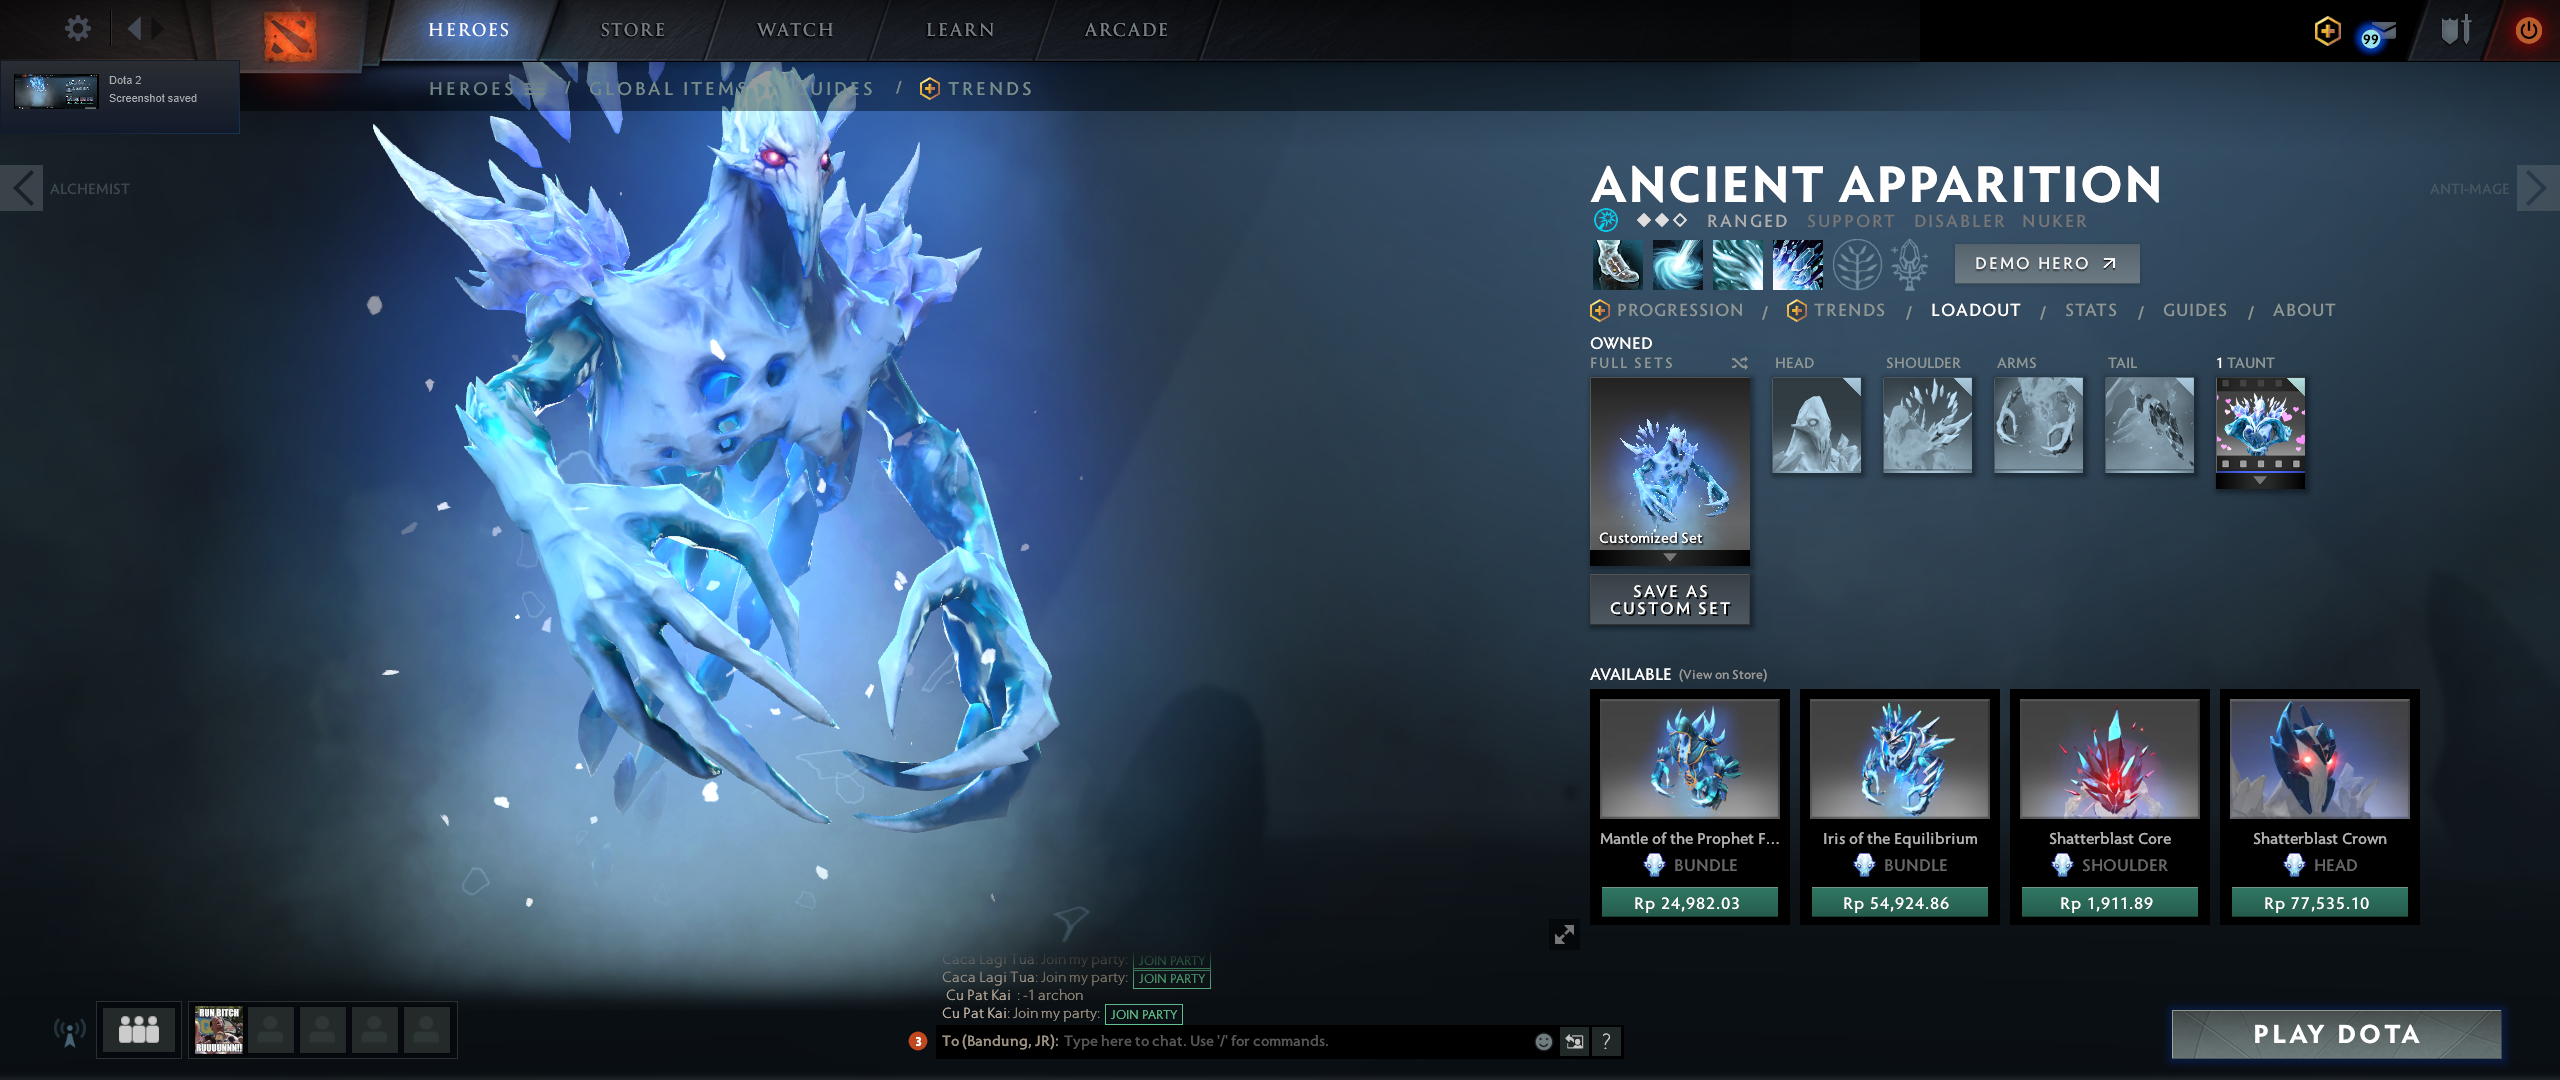 HEROES
STORE
WATCH
LEARN
ARCADE
99
Dota 2
Screenshot saved
HEROES / GLOBAL ITEMS UIDES / TRENDS
ALCHEMIST
ANTI-MAGE
ANCIENT APPARITION
RANGED SUPPORT DISABLER NUKER
DEMO HERO
PROGRESSION / TRENDS / LOADOUT / STATS / GUIDES / ABOUT
OWNED
FULL SETS
HEAD
SHOULDER
ARMS
TAIL
1 TAUNT
Customized Set
SAVE AS
CUSTOM SET
AVAILABLE (View on Store)
Mantle of the Prophet F...
BUNDLE
Rp 24,982.03
Iris of the Equilibrium
BUNDLE
Rp 54,924.86
Shatterblast Core
SHOULDER
Rp 1,911.89
Shatterblast Crown
HEAD
Rp 77,535.10
Caca Lagi Tua: Join my party: JOIN PARTY
Caca Lagi Tua: Join my party: JOIN PARTY
Cu Pat Kai : -1 archon
Cu Pat Kai: Join my party: JOIN PARTY
3
To (Bandung, JR): Type here to chat. Use '/' for commands.
?
RUN BITCH
RUUUUNNN!!
PLAY DOTA